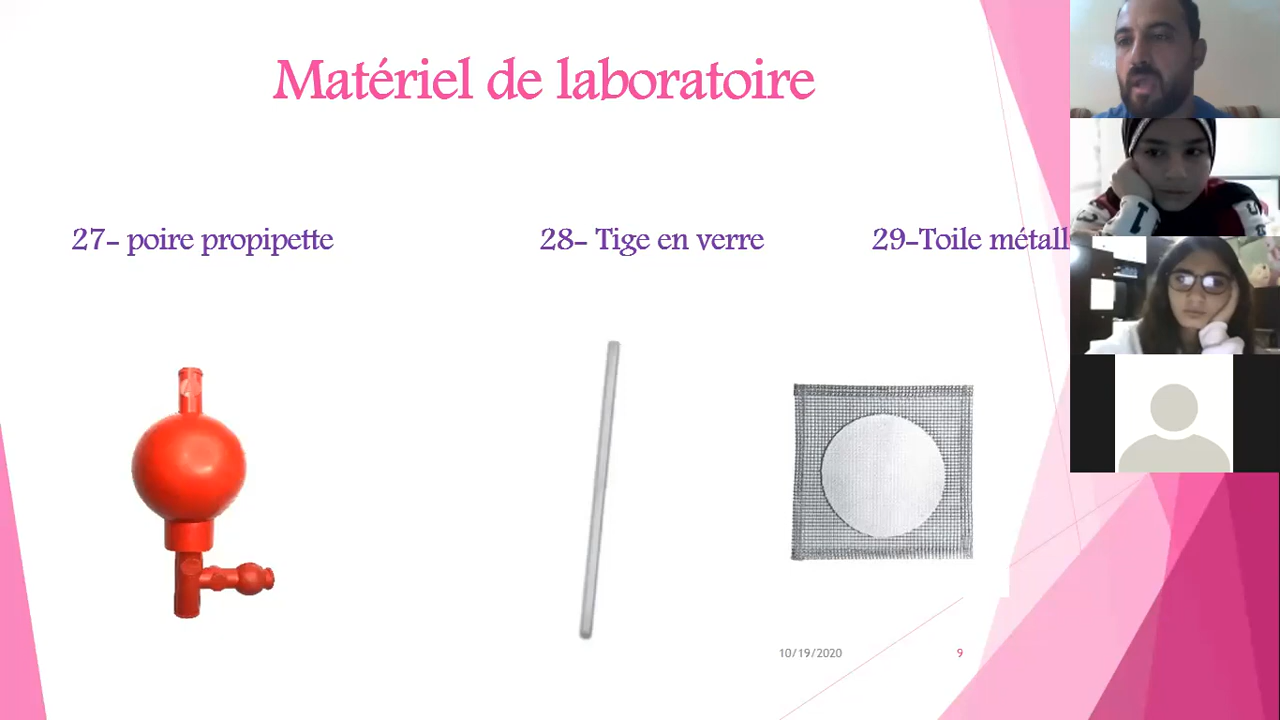 Matériel de laboratoire
27- poire propipette
28- Tige en verre
29-Toile métall
10/19/2020
9